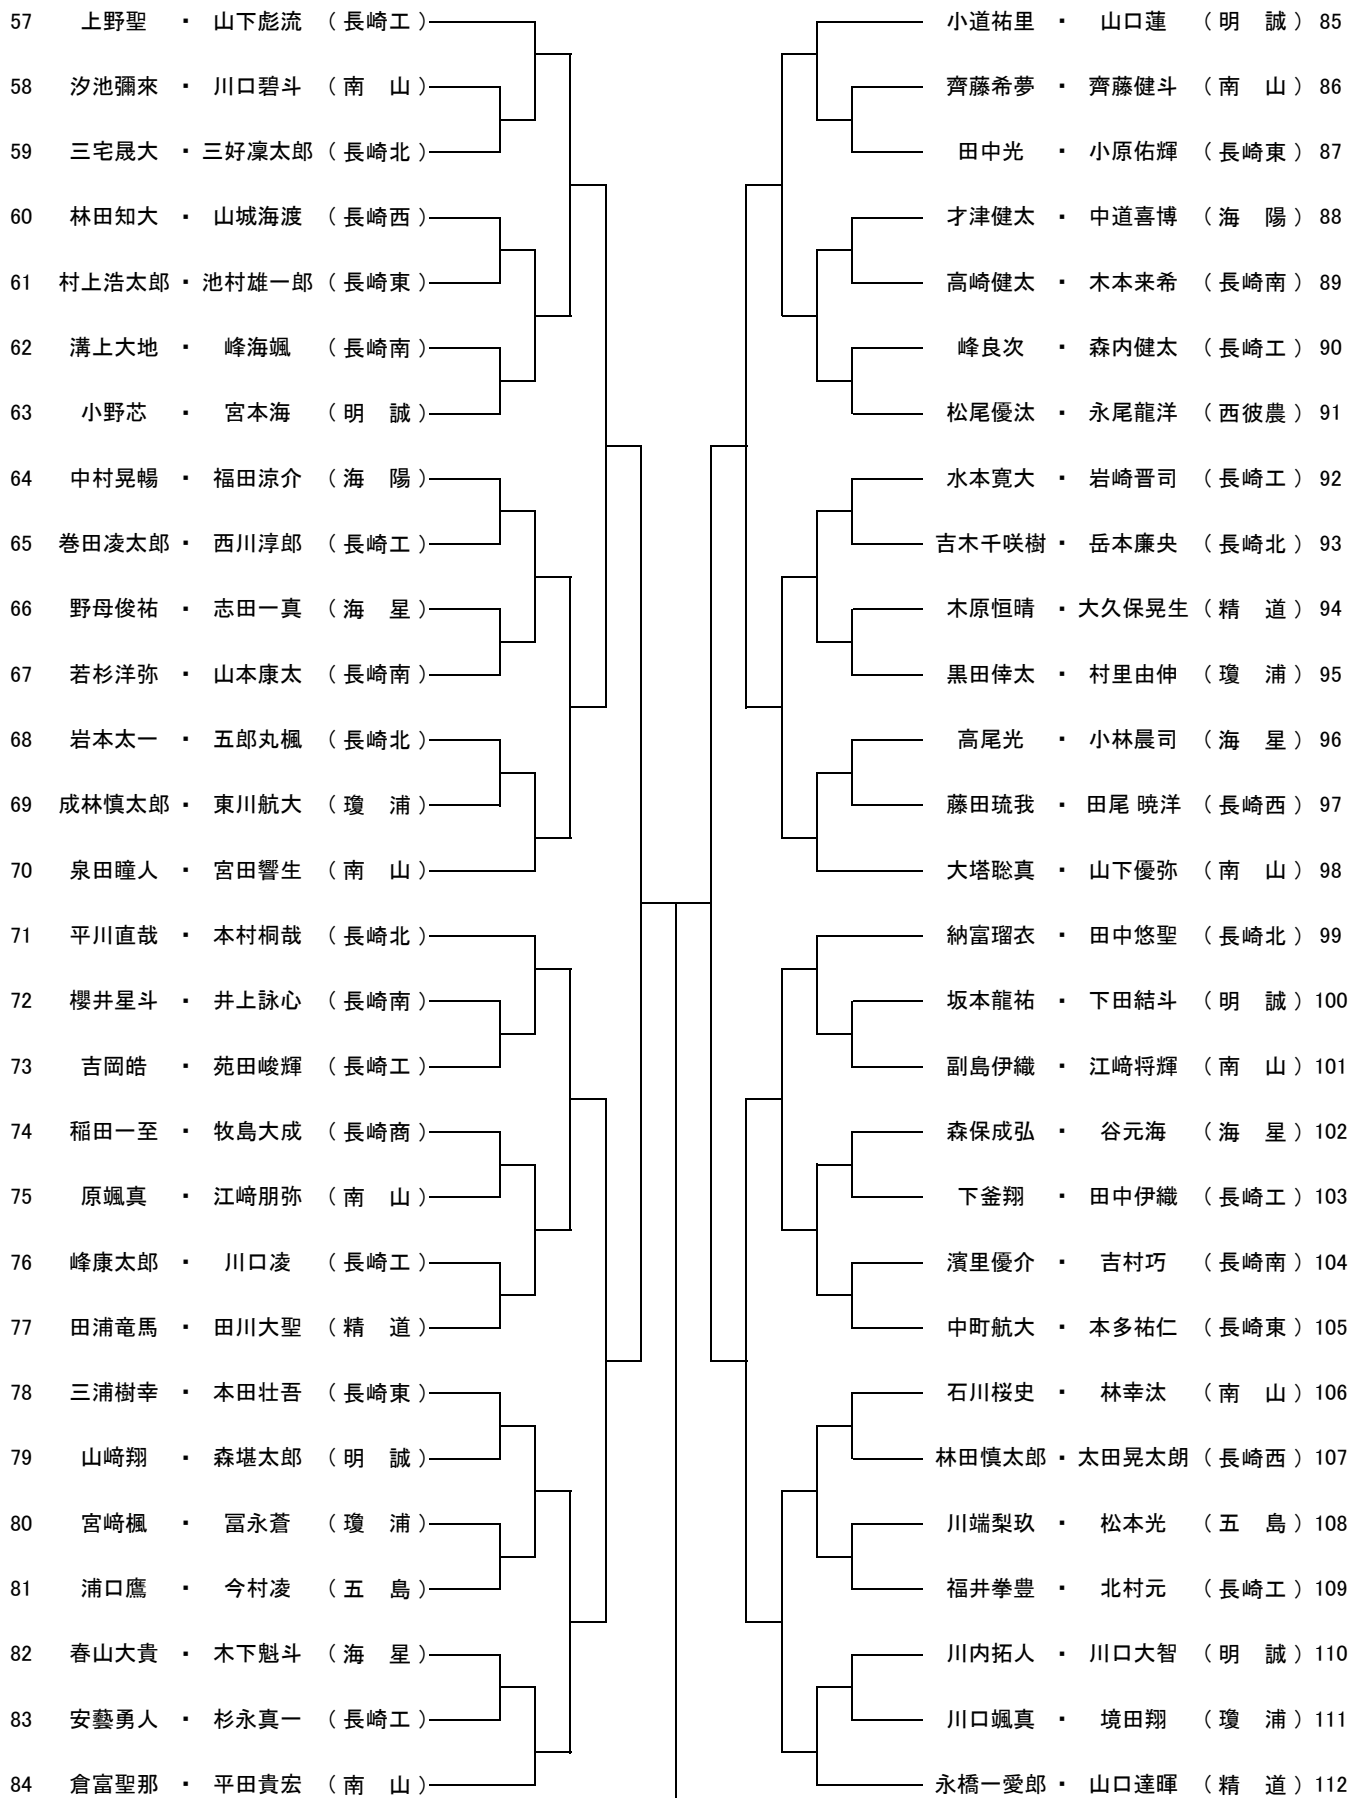 57 上野聖 ・ 山下彪流 （長崎工）
58 汐池彌來 ・ 川口碧斗 （南　山）
59 三宅晟大 ・ 三好凜太郎 （長崎北）
60 林田知大 ・ 山城海渡 （長崎西）
61 村上浩太郎 ・ 池村雄一郎 （長崎東）
62 溝上大地 ・ 峰海颯 （長崎南）
63 小野芯 ・ 宮本海 （明　誠）
64 中村晃暢 ・ 福田涼介 （海　陽）
65 巻田凌太郎 ・ 西川淳郎 （長崎工）
66 野母俊祐 ・ 志田一真 （海　星）
67 若杉洋弥 ・ 山本康太 （長崎南）
68 岩本太一 ・ 五郎丸楓 （長崎北）
69 成林慎太郎 ・ 東川航大 （瓊　浦）
70 泉田瞳人 ・ 宮田響生 （南　山）
71 平川直哉 ・ 本村桐哉 （長崎北）
72 櫻井星斗 ・ 井上詠心 （長崎南）
73 吉岡皓 ・ 苑田峻輝 （長崎工）
74 稲田一至 ・ 牧島大成 （長崎商）
75 原颯真 ・ 江﨑朋弥 （南　山）
76 峰康太郎 ・ 川口凌 （長崎工）
77 田浦竜馬 ・ 田川大聖 （精　道）
78 三浦樹幸 ・ 本田壮吾 （長崎東）
79 山﨑翔 ・ 森堪太郎 （明　誠）
80 宮﨑楓 ・ 冨永蒼 （瓊　浦）
81 浦口鷹 ・ 今村凌 （五　島）
82 春山大貴 ・ 木下魁斗 （海　星）
83 安藝勇人 ・ 杉永真一 （長崎工）
84 倉富聖那 ・ 平田貴宏 （南　山）
小道祐里 ・ 山口蓮 （明　誠） 85
齊藤希夢 ・ 齊藤健斗 （南　山） 86
田中光 ・ 小原佑輝 （長崎東） 87
才津健太 ・ 中道喜博 （海　陽） 88
高崎健太 ・ 木本来希 （長崎南） 89
峰良次 ・ 森内健太 （長崎工） 90
松尾優汰 ・ 永尾龍洋 （西彼農） 91
水本寛大 ・ 岩崎晋司 （長崎工） 92
吉木千咲樹 ・ 岳本廉央 （長崎北） 93
木原恒晴 ・ 大久保晃生 （精　道） 94
黒田倖太 ・ 村里由伸 （瓊　浦） 95
高尾光 ・ 小林晨司 （海　星） 96
藤田琉我 ・ 田尾 暁洋 （長崎西） 97
大塔聡真 ・ 山下優弥 （南　山） 98
納富瑠衣 ・ 田中悠聖 （長崎北） 99
坂本龍祐 ・ 下田結斗 （明　誠） 100
副島伊織 ・ 江﨑将輝 （南　山） 101
森保成弘 ・ 谷元海 （海　星） 102
下釜翔 ・ 田中伊織 （長崎工） 103
濱里優介 ・ 吉村巧 （長崎南） 104
中町航大 ・ 本多祐仁 （長崎東） 105
石川桜史 ・ 林幸汰 （南　山） 106
林田慎太郎 ・ 太田晃太朗 （長崎西） 107
川端梨玖 ・ 松本光 （五　島） 108
福井拳豊 ・ 北村元 （長崎工） 109
川内拓人 ・ 川口大智 （明　誠） 110
川口颯真 ・ 境田翔 （瓊　浦） 111
永橋一愛郎 ・ 山口達暉 （精　道） 112